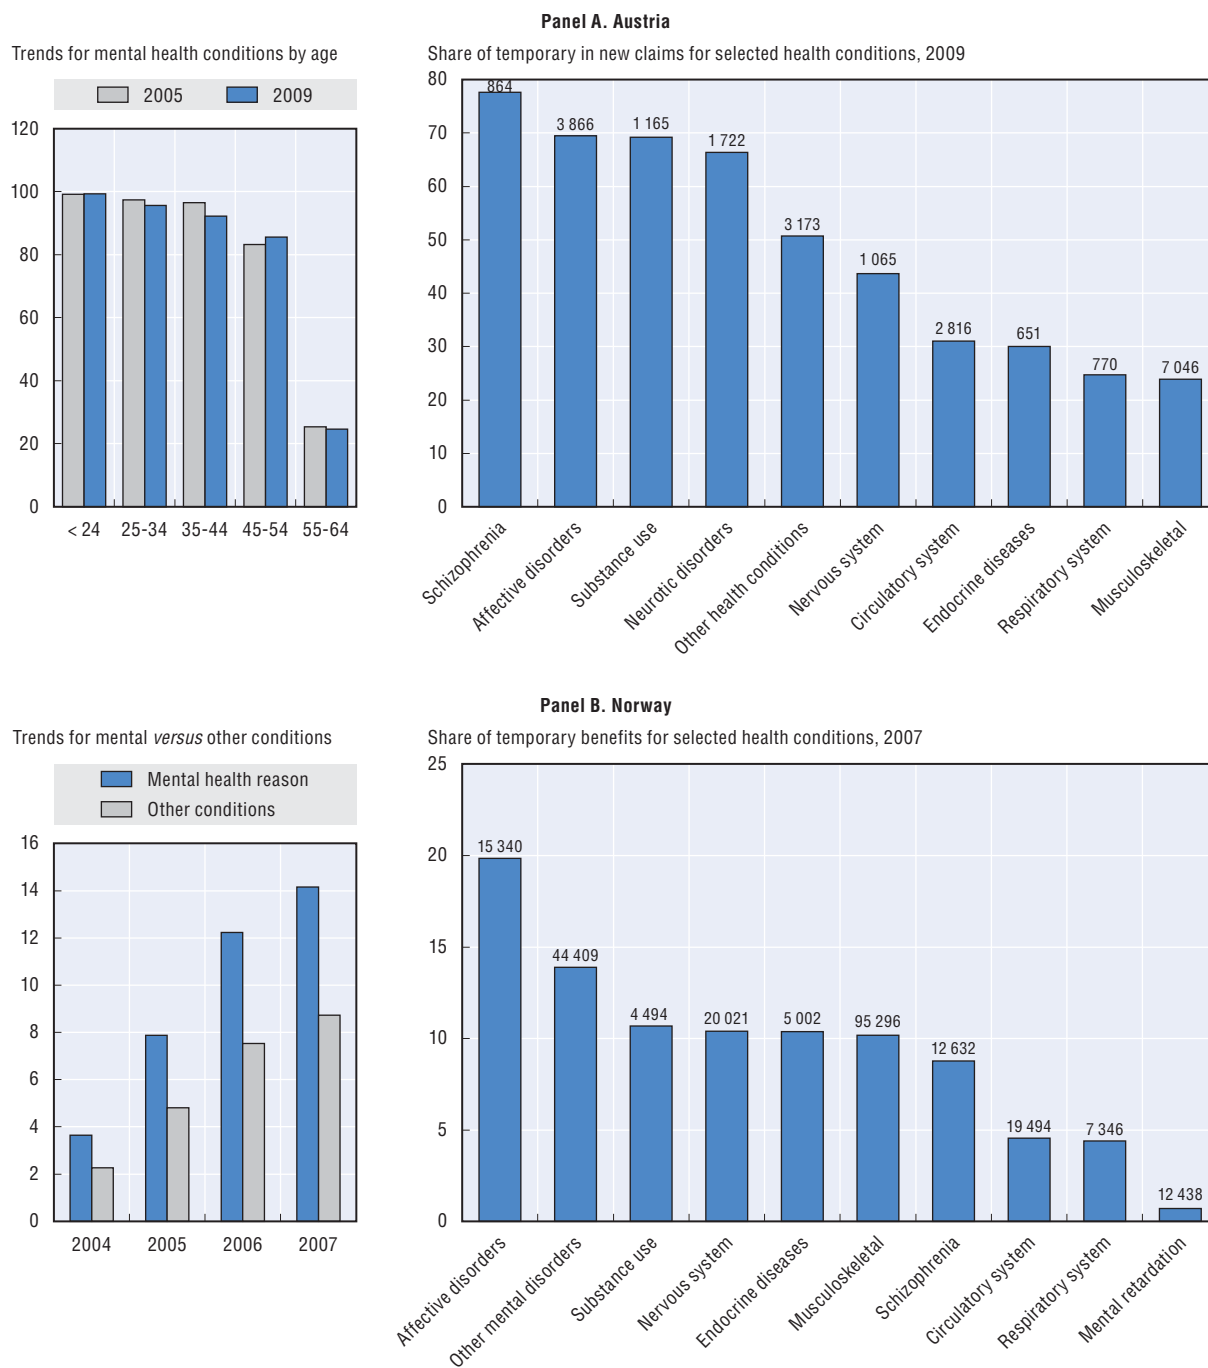 Panel A. Austria
Trends for mental health conditions by age
2005 2009
120
100
80
60
40
20
0
< 24 25-34 35-44 45-54 55-64
Share of temporary in new claims for selected health conditions, 2009
80
70
60
50
40
30
20
10
0
864
3 866
1 165
1 722
3 173
1 065
2 816
651
770
7 046
Schizophrenia
Affective disorders
Substance use
Neurotic disorders
Other health conditions
Nervous system
Circulatory system
Endocrine diseases
Respiratory system
Musculoskeletal
Panel B. Norway
Trends for mental versus other conditions
Mental health reason
Other conditions
16
14
12
10
8
6
4
2
0
2004 2005 2006 2007
Share of temporary benefits for selected health conditions, 2007
25
20
15
10
5
0
15 340
44 409
4 494
20 021
5 002
95 296
12 632
19 494
7 346
12 438
Affective disorders
Other mental disorders
Substance use
Nervous system
Endocrine diseases
Musculoskeletal
Schizophrenia
Circulatory system
Respiratory system
Mental retardation